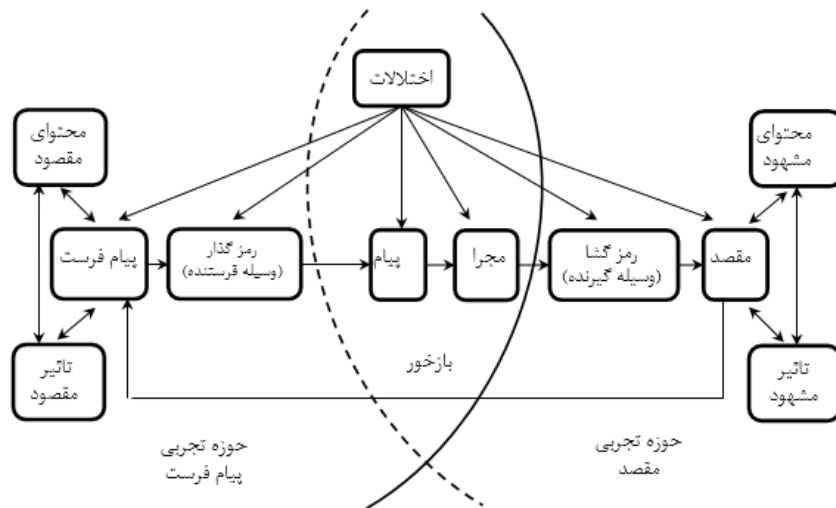 اختلالات
محتوای
مشهود
محتوای
مقصود
مقصد
رمز گشا
(وسیله گیرنده)
مجرا
پیام
رمز گذار
(وسیله فرستنده)
پیام فرست
تاثیر
مشهود
تاثیر
مقصود
بازخور
حوزه تجربی
مقصد
حوزه تجربی
پیام فرست